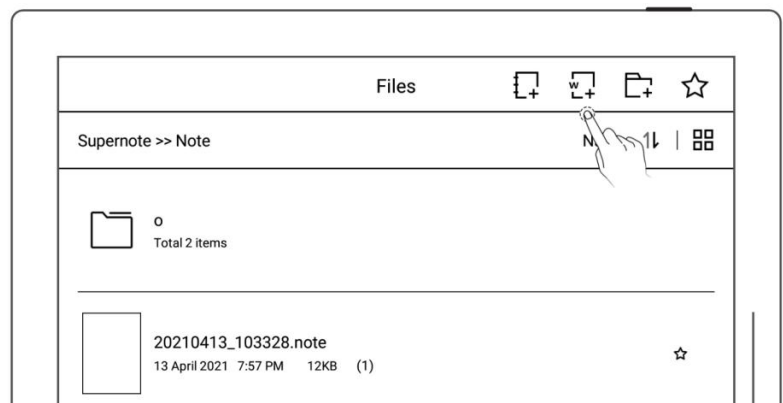 Files
W
Supernote >> Note
o
Total 2 items
20210413_103328.note
13 April 2021 7:57 PM 12KB (1)